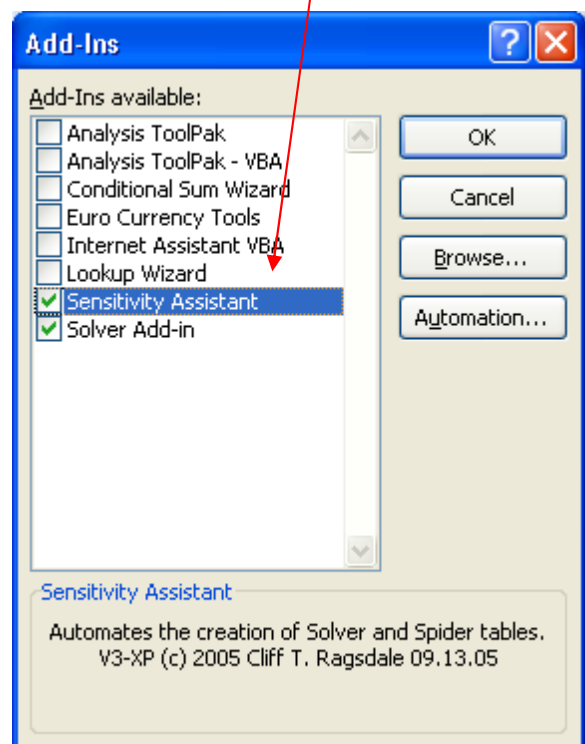 Add-Ins
Add-Ins available:
Analysis ToolPak
Analysis ToolPak - VBA
Conditional Sum Wizard
Euro Currency Tools
Internet Assistant VBA
Lookup Wizard
Sensitivity Assistant
Solver Add-in
OK
Cancel
Browse...
Automation...
Sensitivity Assistant
Automates the creation of Solver and Spider tables.
V3-XP (c) 2005 Cliff T. Ragsdale 09.13.05